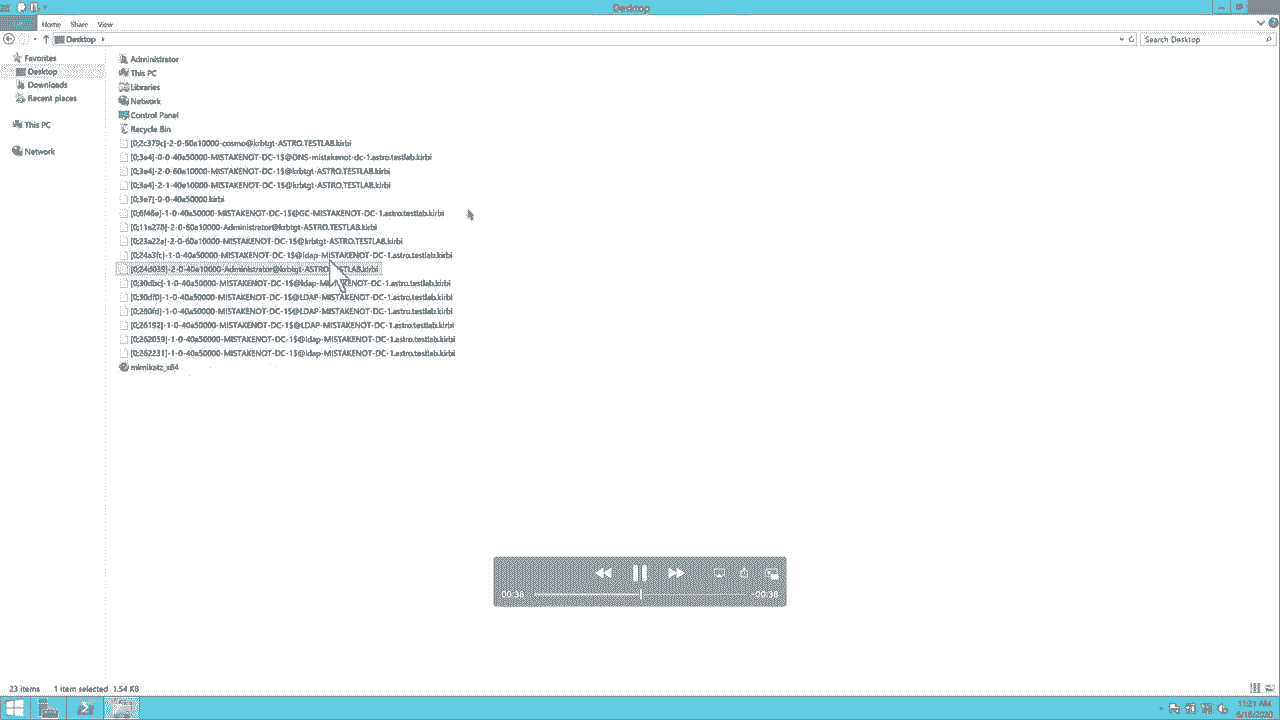 Desktop
Home Share View
Desktop
Search Desktop
Favorites
Desktop
Downloads
Recent places
This PC
Network
Administrator
This PC
Libraries
Network
Control Panel
Recycle Bin
[0;2c379c]-2-0-60a10000-cosmo@krbtgt-ASTRO.TESTLAB.kirbi
[0;3e4]-0-0-40a50000-MISTAKENOT-DC-1$@DNS-mistakenot-dc-1.astro.testlab.kirbi
[0;3e4]-2-0-60a10000-MISTAKENOT-DC-1$@krbtgt-ASTRO.TESTLAB.kirbi
[0;3e4]-2-1-40e10000-MISTAKENOT-DC-1$@krbtgt-ASTRO.TESTLAB.kirbi
[0;3e7]-0-0-40a50000.kirbi
[0;6f46e]-1-0-40a50000-MISTAKENOT-DC-1$@GC-MISTAKENOT-DC-1.astro.testlab.kirbi
[0;11a278]-2-0-60a10000-Administrator@krbtgt-ASTRO.TESTLAB.kirbi
[0;23a22a]-2-0-60a10000-MISTAKENOT-DC-1$@krbtgt-ASTRO.TESTLAB.kirbi
[0;24a3fc]-1-0-40a50000-MISTAKENOT-DC-1$@ldap-MISTAKENOT-DC-1.astro.testlab.kirbi
[0;24d039]-2-0-40e10000-Administrator@krbtgt-ASTRO.TESTLAB.kirbi
[0;30dbc]-1-0-40a50000-MISTAKENOT-DC-1$@ldap-MISTAKENOT-DC-1.astro.testlab.kirbi
[0;30df0]-1-0-40a50000-MISTAKENOT-DC-1$@LDAP-MISTAKENOT-DC-1.astro.testlab.kirbi
[0;260fd]-1-0-40a50000-MISTAKENOT-DC-1$@LDAP-MISTAKENOT-DC-1.astro.testlab.kirbi
[0;26192]-1-0-40a50000-MISTAKENOT-DC-1$@LDAP-MISTAKENOT-DC-1.astro.testlab.kirbi
[0;262059]-1-0-40a50000-MISTAKENOT-DC-1$@ldap-MISTAKENOT-DC-1.astro.testlab.kirbi
[0;262231]-1-0-40a50000-MISTAKENOT-DC-1$@ldap-MISTAKENOT-DC-1.astro.testlab.kirbi
mimikatz_x64
00:38 -00:38
23 items 1 item selected 1.54 KB
11:21 AM
6/18/2020